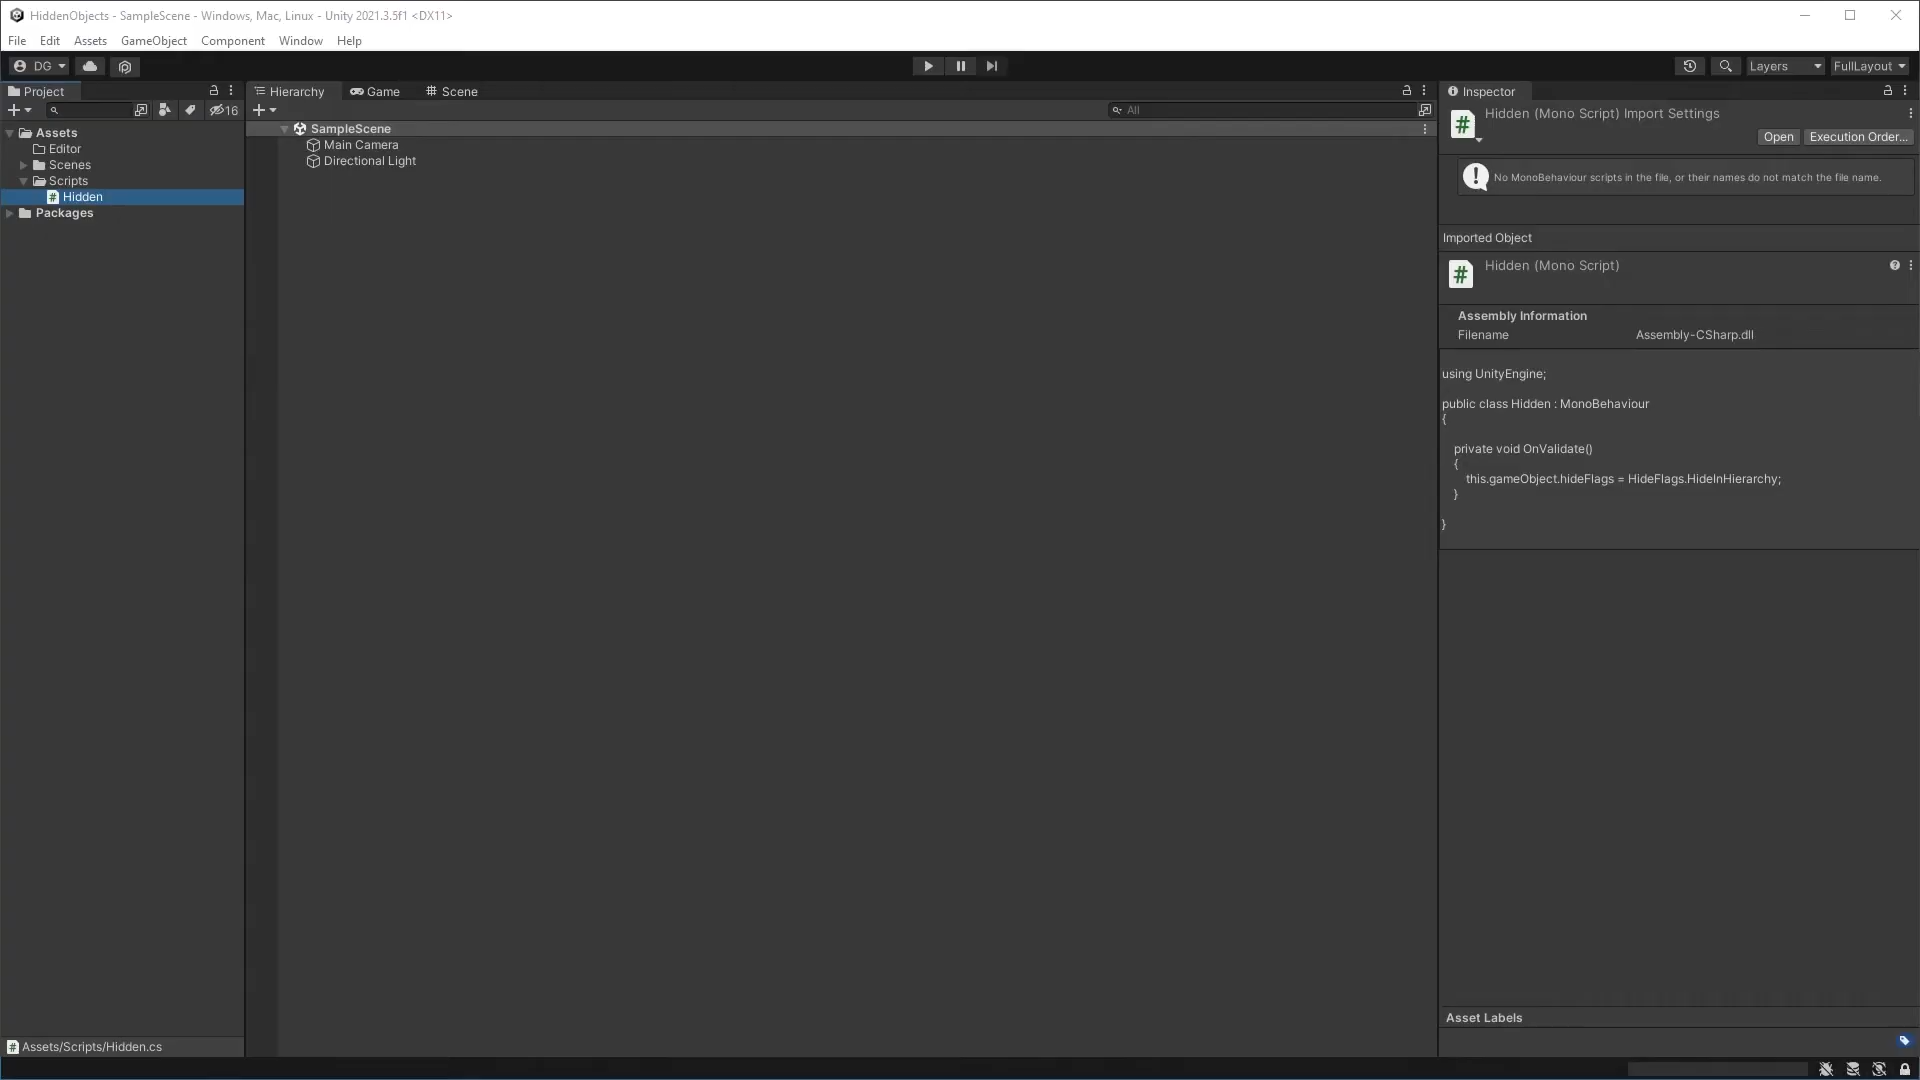 HiddenObjects - SampleScene - Windows, Mac, Linux - Unity 2021.3.5f1 <DX11>
File Edit Assets GameObject Component Window Help
DG
Layers FullLayout
Project
16
Assets
Editor
Scenes
Scripts
# Hidden
Packages
# Assets/Scripts/Hidden.cs
Hierarchy Game Scene
All
SampleScene
Main Camera
Directional Light
Inspector
# Hidden (Mono Script) Import Settings
Open Execution Order...
No MonoBehaviour scripts in the file, or their names do not match the file name.
Imported Object
# Hidden (Mono Script)
Assembly Information
Filename Assembly-CSharp.dll
using UnityEngine;
public class Hidden : MonoBehaviour
{
private void OnValidate()
{
this.gameObject.hideFlags = HideFlags.HideInHierarchy;
}
}
Asset Labels